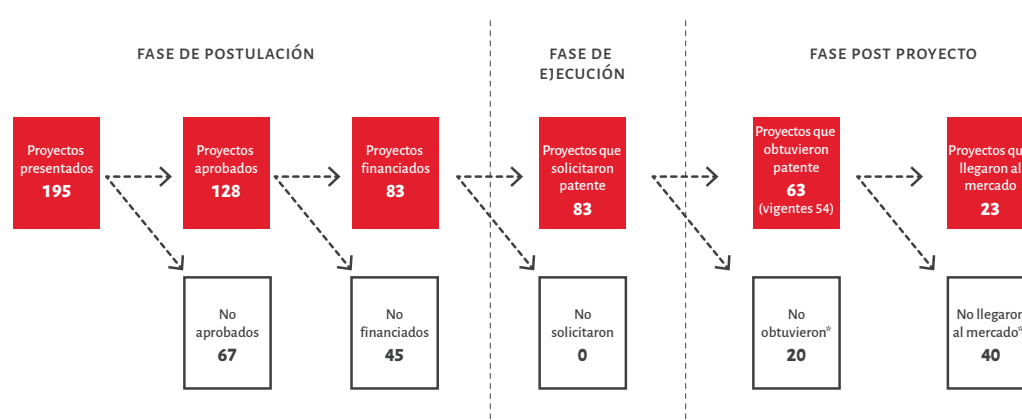 FASE DE POSTULACIÓN
FASE DE
EJECUCIÓN
FASE POST PROYECTO
Proyectos
presentados
195
Proyectos
aprobados
128
Proyectos
financiados
83
Proyectos que
solicitaron
patente
83
Proyectos que
obtuvieron
patente
63
(vigentes 54)
Proyectos qu
llegaron al
mercado
23
No
aprobados
67
No
financiados
45
No
solicitaron
0
No
obtuvieron*
20
No llegaron
al mercado*
40